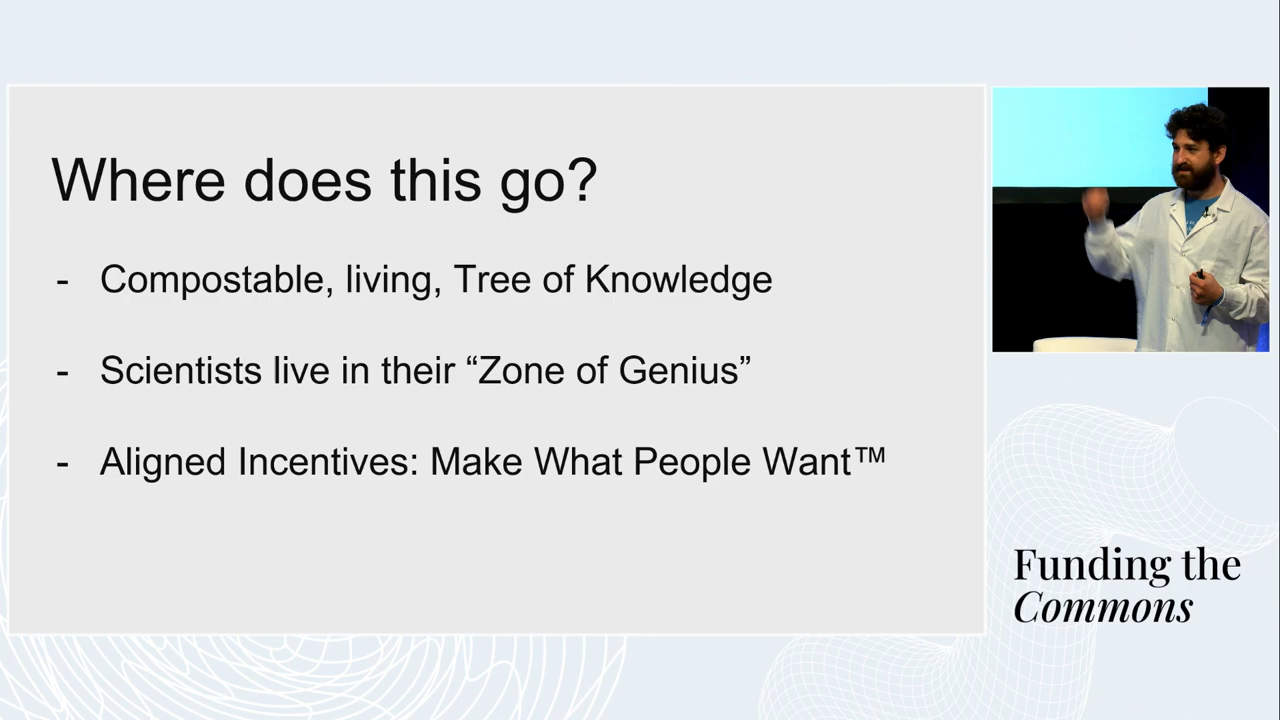 Where does this go?
- Compostable, living, Tree of Knowledge
- Scientists live in their “Zone of Genius”
- Aligned Incentives: Make What People Want™
Funding the
Commons